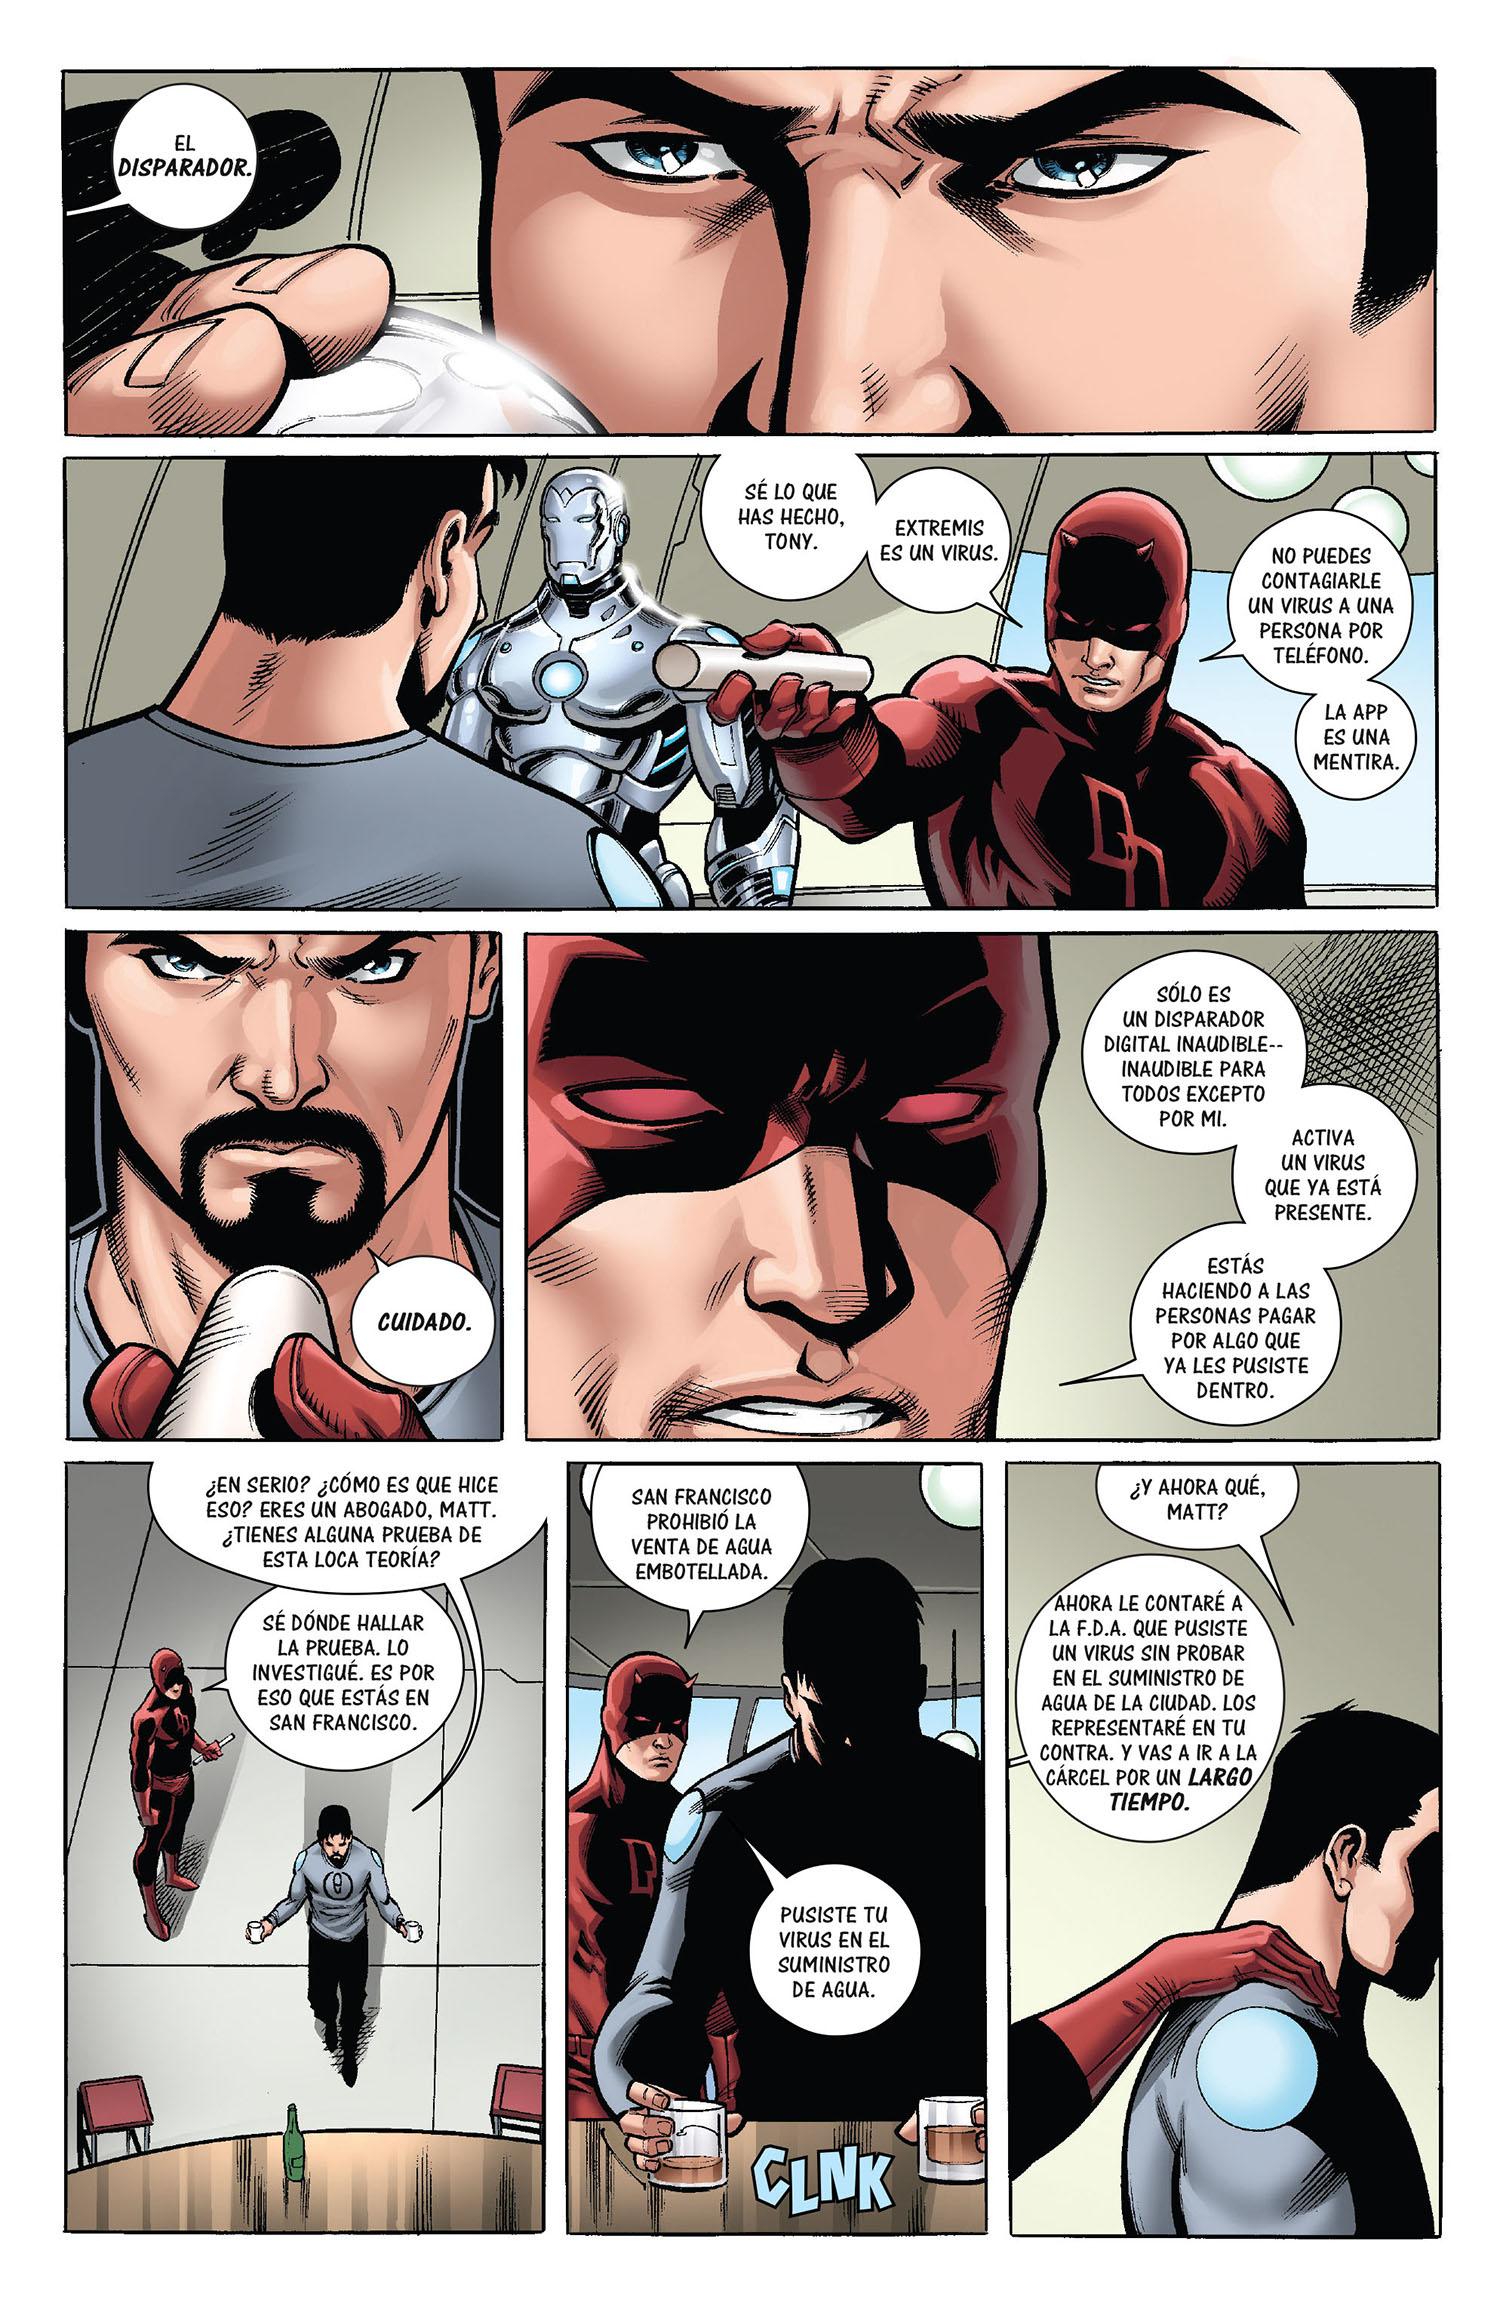 EL
DISPARADOR.
SÉ LO QUE
HAS HECHO,
TONY.
EXTREMIS
ES UN VIRUS.
NO PUEDES
CONTAGIARLE
UN VIRUS A UNA
PERSONA POR
TELÉFONO.
LA APP
ES UNA
MENTIRA.
CUIDADO.
SÓLO ES
UN DISPARADOR
DIGITAL INAUDIBLE--
INAUDIBLE PARA
TODOS EXCEPTO
POR MI.
ACTIVA
UN VIRUS
QUE YA ESTÁ
PRESENTE.
ESTÁS
HACIENDO A LAS
PERSONAS PAGAR
POR ALGO QUE
YA LES PUSISTE
DENTRO.
¿EN SERIO? ¿CÓMO ES QUE HICE
ESO? ERES UN ABOGADO, MATT.
¿TIENES ALGUNA PRUEBA DE
ESTA LOCA TEORÍA?
SÉ DÓNDE HALLAR
LA PRUEBA. LO
INVESTIGUÉ. ES POR
ESO QUE ESTÁS EN
SAN FRANCISCO.
SAN FRANCISCO
PROHIBIÓ LA
VENTA DE AGUA
EMBOTELLADA.
PUSISTE TU
VIRUS EN EL
SUMINISTRO
DE AGUA.
CLNK
¿Y AHORA QUÉ,
MATT?
AHORA LE CONTARÉ A
LA F.D.A. QUE PUSISTE
UN VIRUS SIN PROBAR
EN EL SUMINISTRO DE
AGUA DE LA CIUDAD. LOS
REPRESENTARÉ EN TU
CONTRA. Y VAS A IR A LA
CÁRCEL POR UN LARGO
TIEMPO.